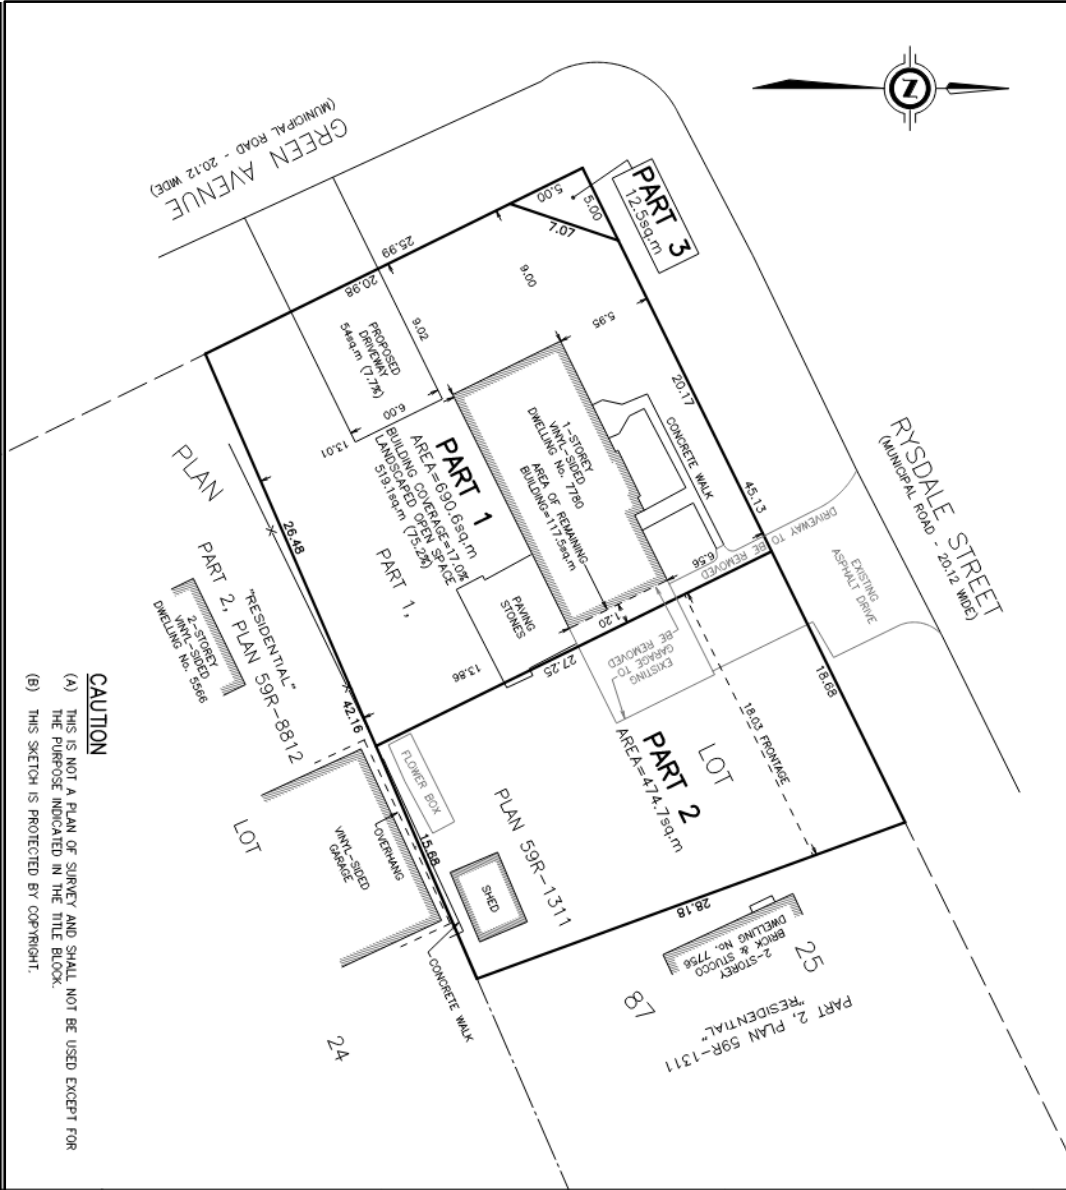 GREEN AVENUE
(MUNICIPAL ROAD - 20.12 WIDE)
Z
PART 3
12.5sq.m
5.00
5.00
7.07
25.99
20.98
9.00
5.95
9.02
PROPOSED
DRIVEWAY
54sq.m (7.7%)
6.00
13.01
20.17
45.13
CONCRETE WALK
1-STOREY
VINYL-SIDED
DWELLING No. 7780
AREA OF REMAINING
BUILDING=117.5sq.m
PART 1
AREA=690.6sq.m
BUILDING COVERAGE=17.0%
LANDSCAPED OPEN SPACE
519.1sq.m (75.2%)
PART 1,
RYSDALE STREET
(MUNICIPAL ROAD - 20.12 WIDE)
DRIVEWAY TO BE REMOVED
EXISTING
ASPHALT DRIVE
6.56
PAVING
STONES
1.20
27.25
13.86
EXISTING
GARAGE TO
BE REMOVED
18.68
18.03 FRONTAGE
PART 2
AREA=474.7sq.m
LOT
PLAN
26.48
PART 2, PLAN 59R-8812
"RESIDENTIAL"
2-STOREY
VINYL-SIDED
DWELLING No. 5566
42.16
FLOWER BOX
15.68
OVERHANG
VINYL-SIDED
GARAGE
LOT
PLAN 59R-1311
SHED
CONCRETE WALK
28.18
2-STOREY
BRICK & STUCCO
DWELLING No. 7756
25
87
24
PART 2, PLAN 59R-1311
"RESIDENTIAL"
CAUTION
(A) THIS IS NOT A PLAN OF SURVEY AND SHALL NOT BE USED EXCEPT FOR
THE PURPOSE INDICATED IN THE TITLE BLOCK.
(B) THIS SKETCH IS PROTECTED BY COPYRIGHT.